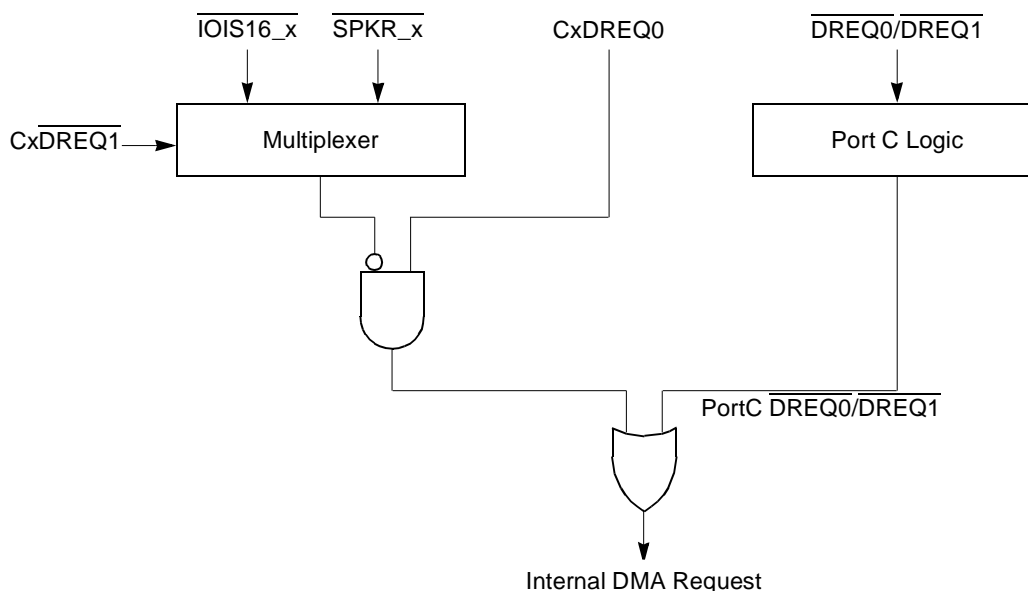 IOIS16_x SPKR_x CxDREQ0 DREQ0/DREQ1
CxDREQ1 Multiplexer Port C Logic
PortC DREQ0/DREQ1
Internal DMA Request